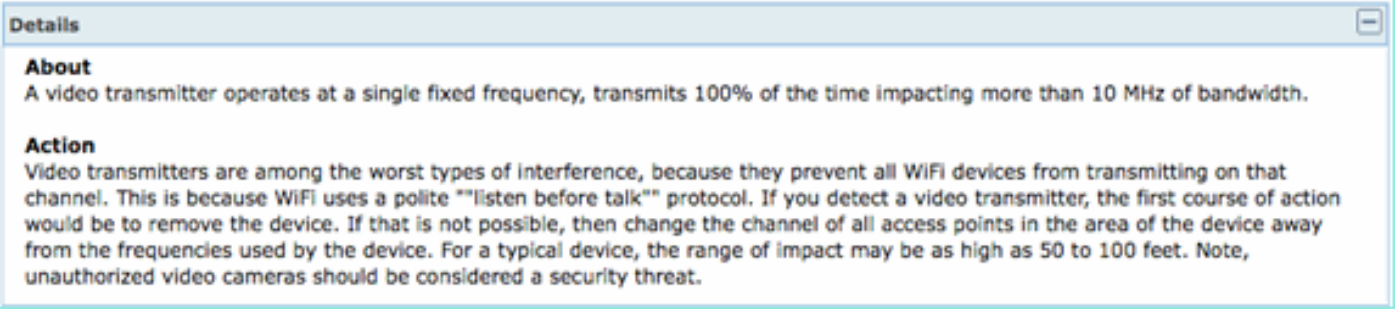 Details
About
A video transmitter operates at a single fixed frequency, transmits 100% of the time impacting more than 10 MHz of bandwidth.
Action
Video transmitters are among the worst types of interference, because they prevent all WiFi devices from transmitting on that
channel. This is because WiFi uses a polite ""listen before talk"" protocol. If you detect a video transmitter, the first course of action
would be to remove the device. If that is not possible, then change the channel of all access points in the area of the device away
from the frequencies used by the device. For a typical device, the range of impact may be as high as 50 to 100 feet. Note,
unauthorized video cameras should be considered a security threat.